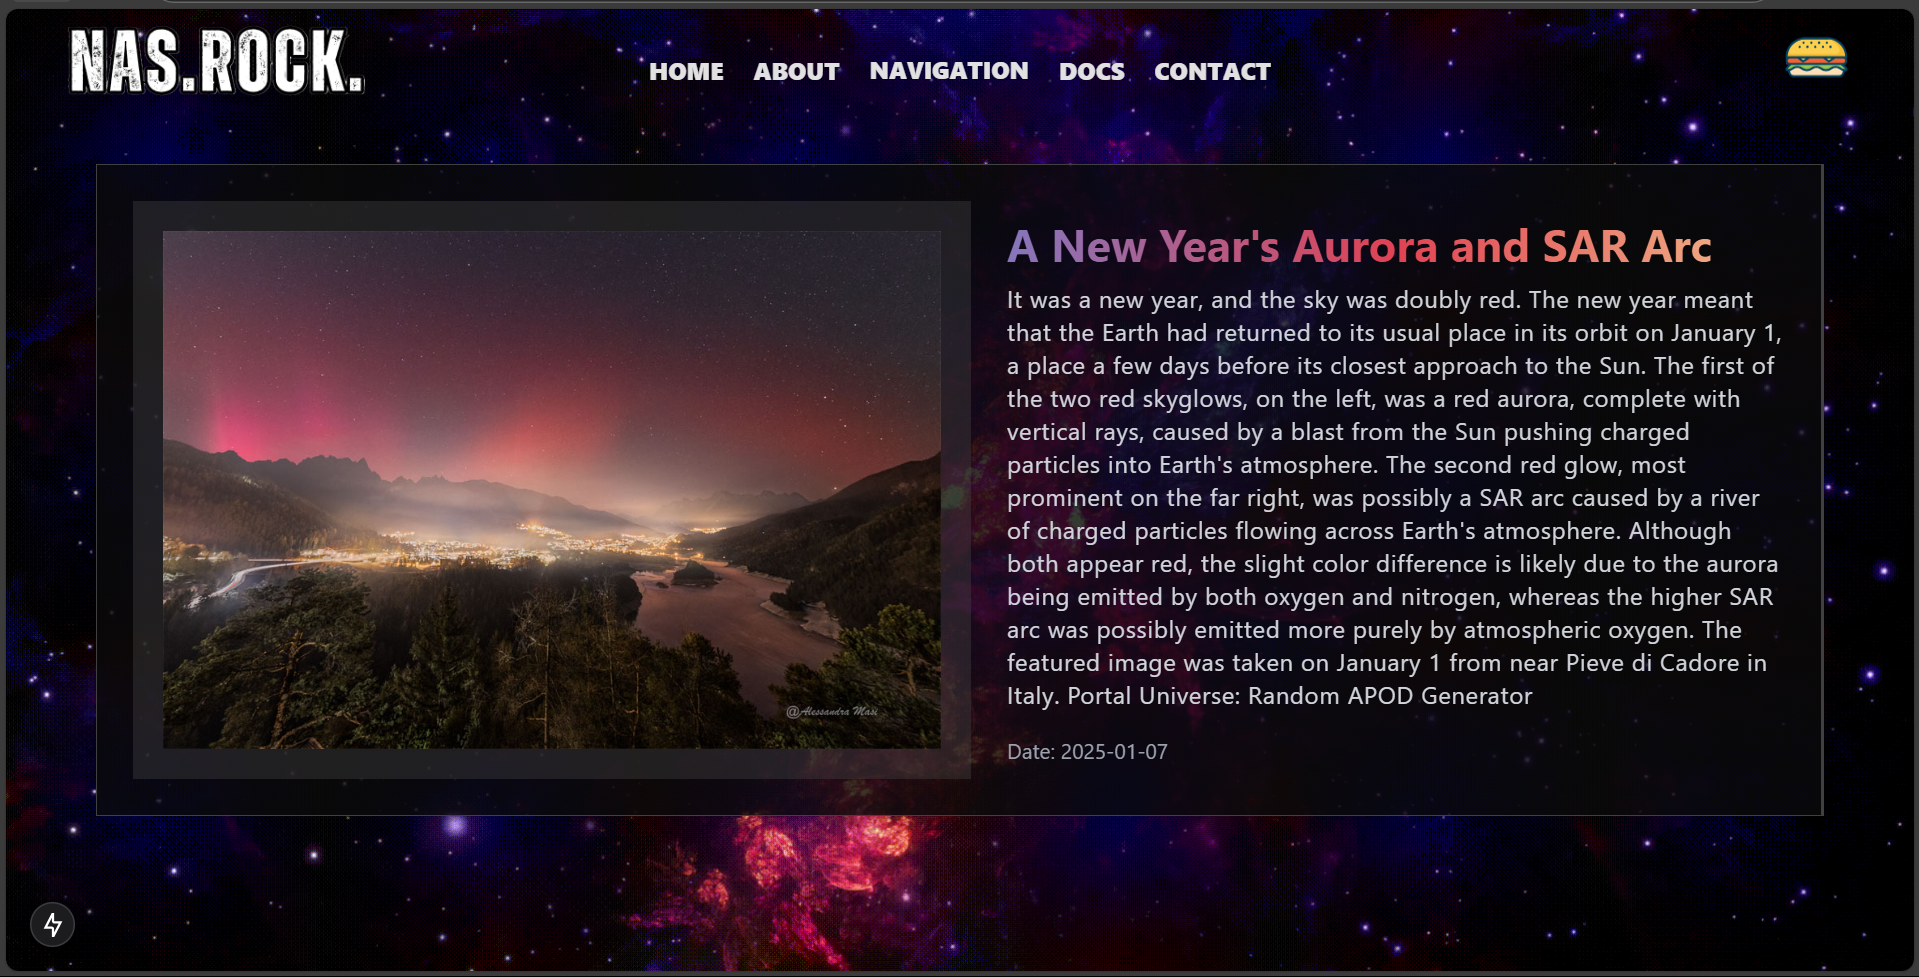 NAS.ROCK.
HOME ABOUT NAVIGATION DOCS CONTACT
A New Year's Aurora and SAR Arc
It was a new year, and the sky was doubly red. The new year meant
that the Earth had returned to its usual place in its orbit on January 1,
a place a few days before its closest approach to the Sun. The first of
the two red skyglows, on the left, was a red aurora, complete with
vertical rays, caused by a blast from the Sun pushing charged
particles into Earth's atmosphere. The second red glow, most
prominent on the far right, was possibly a SAR arc caused by a river
of charged particles flowing across Earth's atmosphere. Although
both appear red, the slight color difference is likely due to the aurora
being emitted by both oxygen and nitrogen, whereas the higher SAR
arc was possibly emitted more purely by atmospheric oxygen. The
featured image was taken on January 1 from near Pieve di Cadore in
Italy. Portal Universe: Random APOD Generator
Date: 2025-01-07
@Alessandra Masi